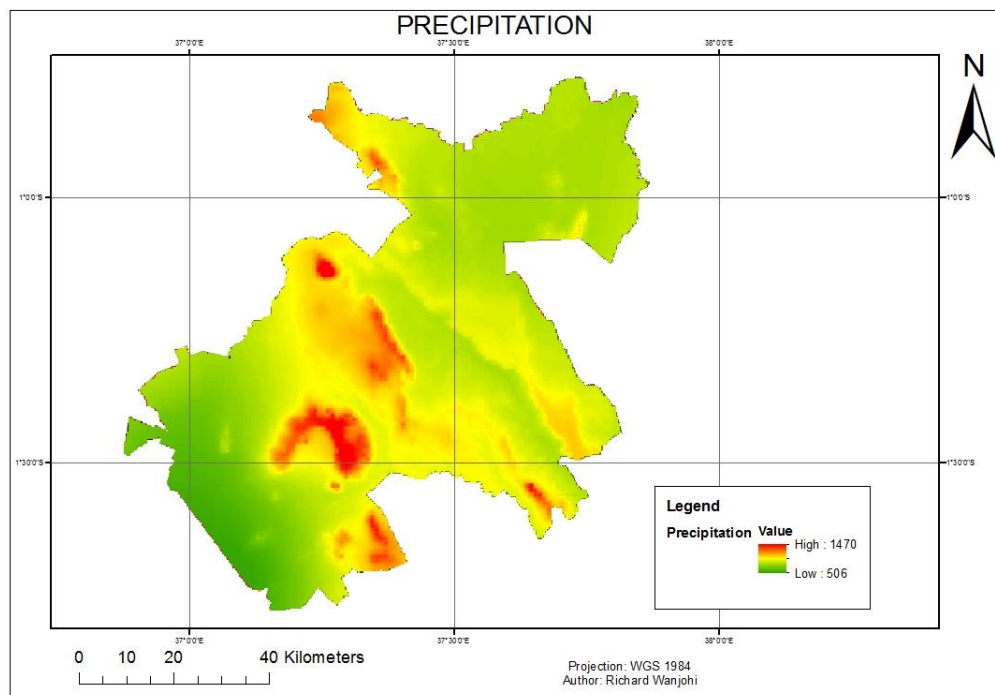 PRECIPITATION
37°0'0"E 37°30'0"E 38°0'0"E
N
1°0'0"S 1°0'0"S
1°30'0"S 1°30'0"S
Legend
Precipitation Value
High : 1470
Low : 506
37°0'0"E 37°30'0"E 38°0'0"E
0 10 20 40 Kilometers
Projection: WGS 1984
Author: Richard Wanjohi